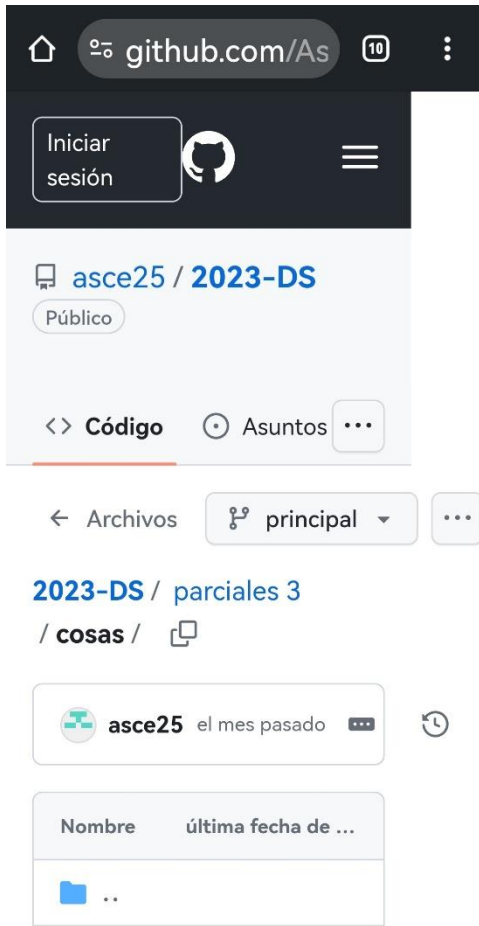 github.com/As 10
Iniciar
sesión
asce25 / 2023-DS
Público
<> Código Asuntos ...
← Archivos principal ...
2023-DS / parciales 3
/ cosas /
asce25 el mes pasado
Nombre última fecha de ...
..